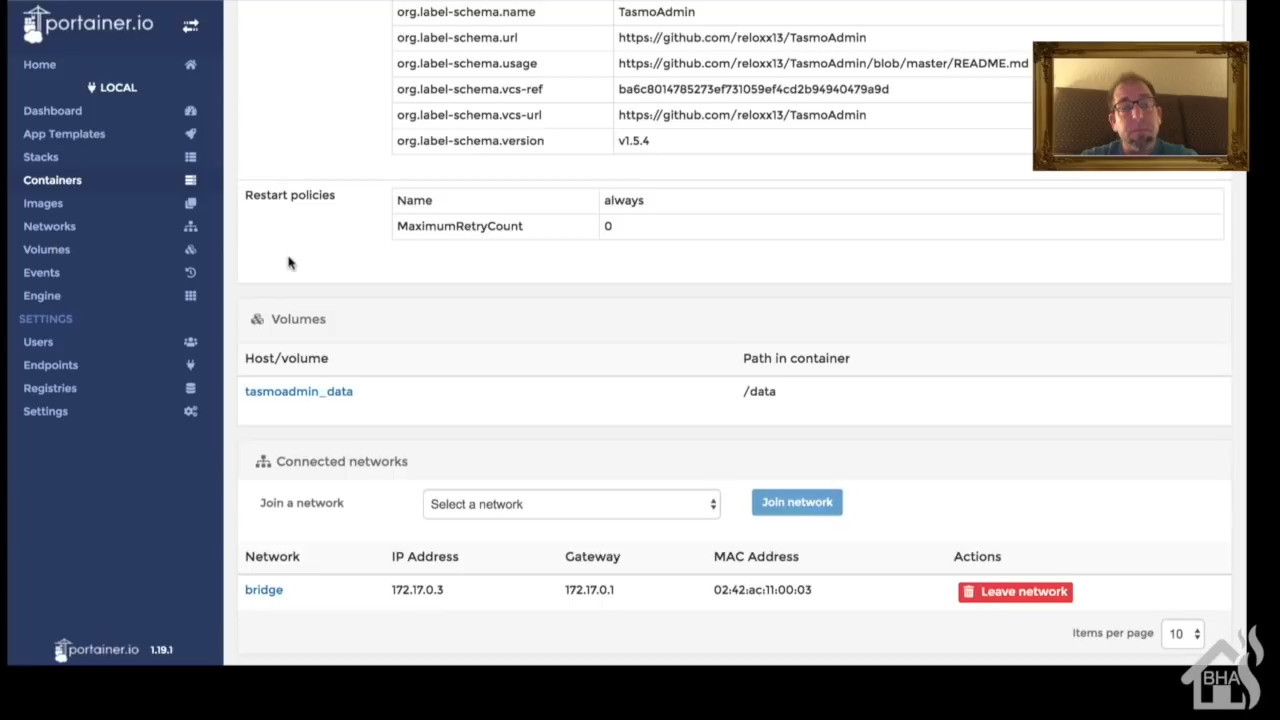 portainer.io
Home
LOCAL
Dashboard
App Templates
Stacks
Containers
Images
Networks
Volumes
Events
Engine
SETTINGS
Users
Endpoints
Registries
Settings
portainer.io 1.19.1
org.label-schema.name TasmoAdmin
org.label-schema.url https://github.com/reloxx13/TasmoAdmin
org.label-schema.usage https://github.com/reloxx13/TasmoAdmin/blob/master/README.md
org.label-schema.vcs-ref ba6c8014785273ef731059ef4cd2b94940479a9d
org.label-schema.vcs-url https://github.com/reloxx13/TasmoAdmin
org.label-schema.version v1.5.4
Restart policies
Name always
MaximumRetryCount 0
Volumes
Host/volume Path in container
tasmoadmin_data /data
Connected networks
Join a network Select a network Join network
Network IP Address Gateway MAC Address Actions
bridge 172.17.0.3 172.17.0.1 02:42:ac:11:00:03 Leave network
Items per page 10
BHA